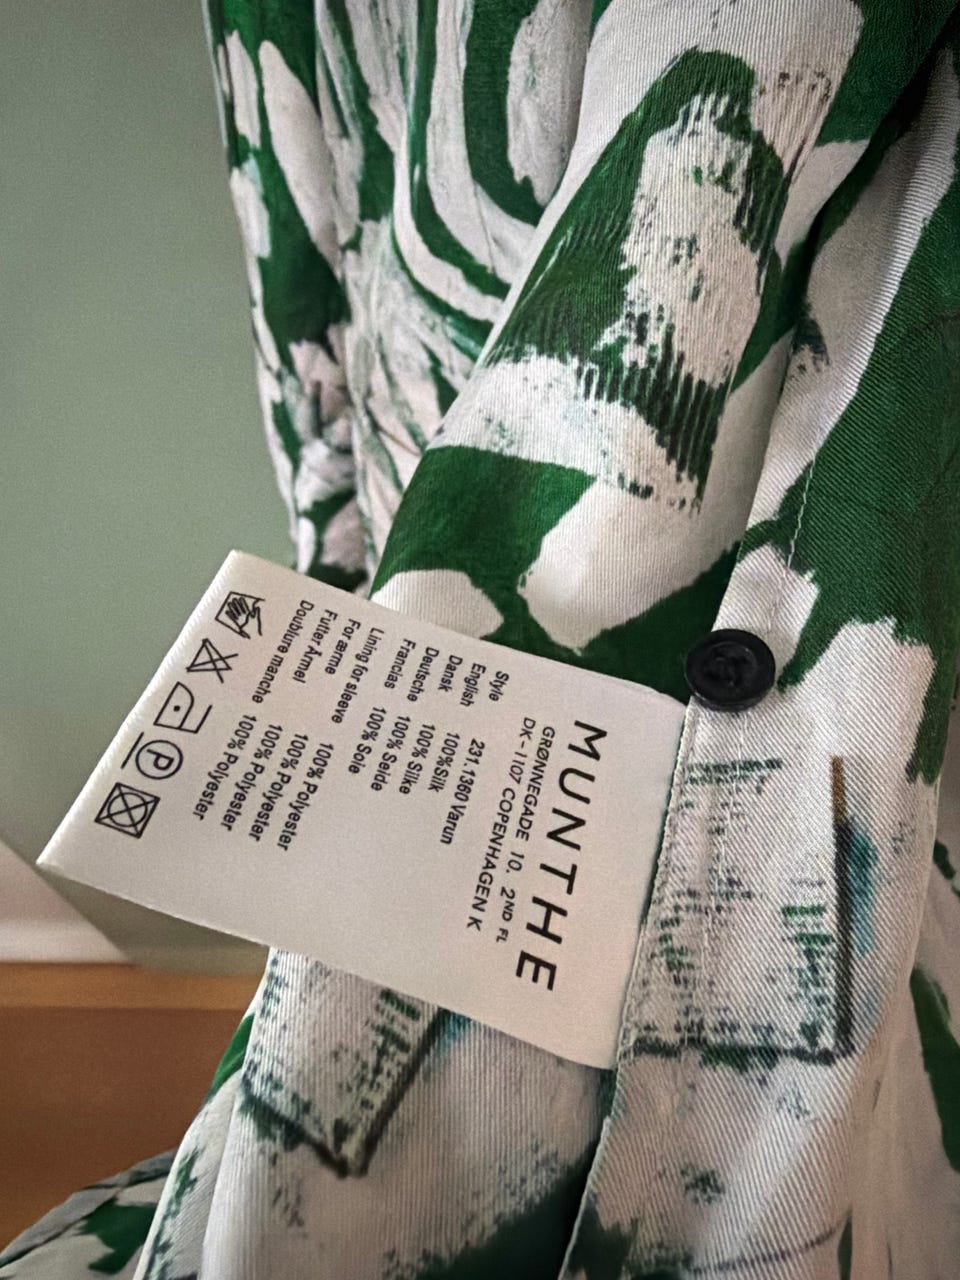 MUNTHE
GRØNNEGADE 10, 2ND FL
DK-1107 COPENHAGEN K
Style 231.1360 Varun
English 100%Silk
Dansk 100% Silke
Deutsche 100% Seide
Francias 100% Soie
Lining for sleeve 100% Polyester
For ærme 100% Polyester
Futter Ärmel 100% Polyester
Doublure manche 100% Polyester
P